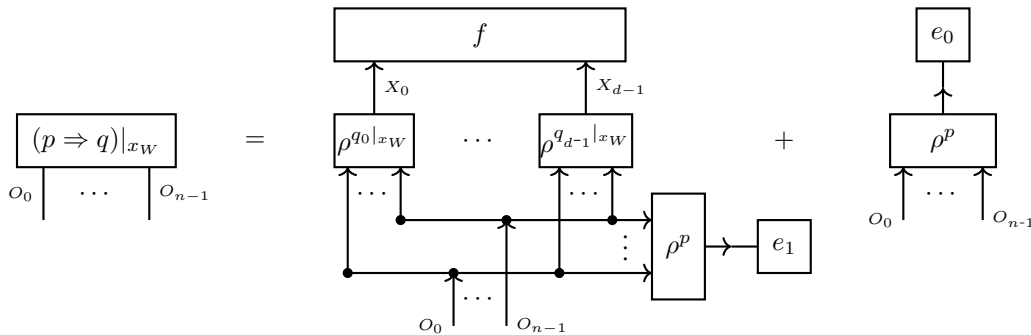 f
e_0
X_0
X_{d-1}
(p ⇒ q)|_{x_W}
=
ρ^{q_0|_{x_W}}
⋯
ρ^{q_{d-1}|_{x_W}}
+
ρ^p
O_0
⋯
O_{n-1}
⋯
⋯
O_0
⋯
O_{n-1}
⋮
ρ^p
e_1
O_0
⋯
O_{n-1}